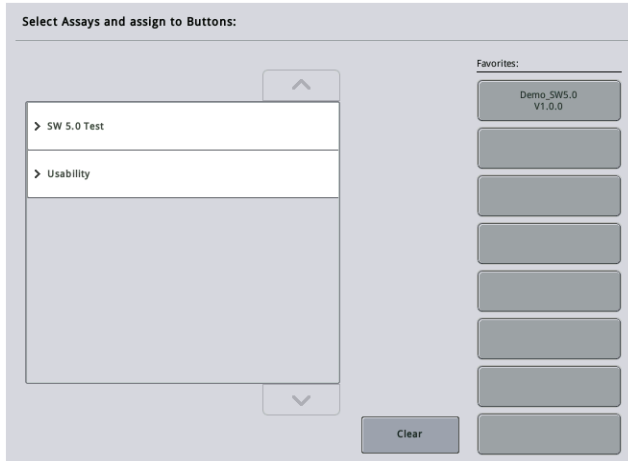 Select Assays and assign to Buttons:
Favorites:
Demo_SW5.0
V1.0.0
SW 5.0 Test
Usability
Clear